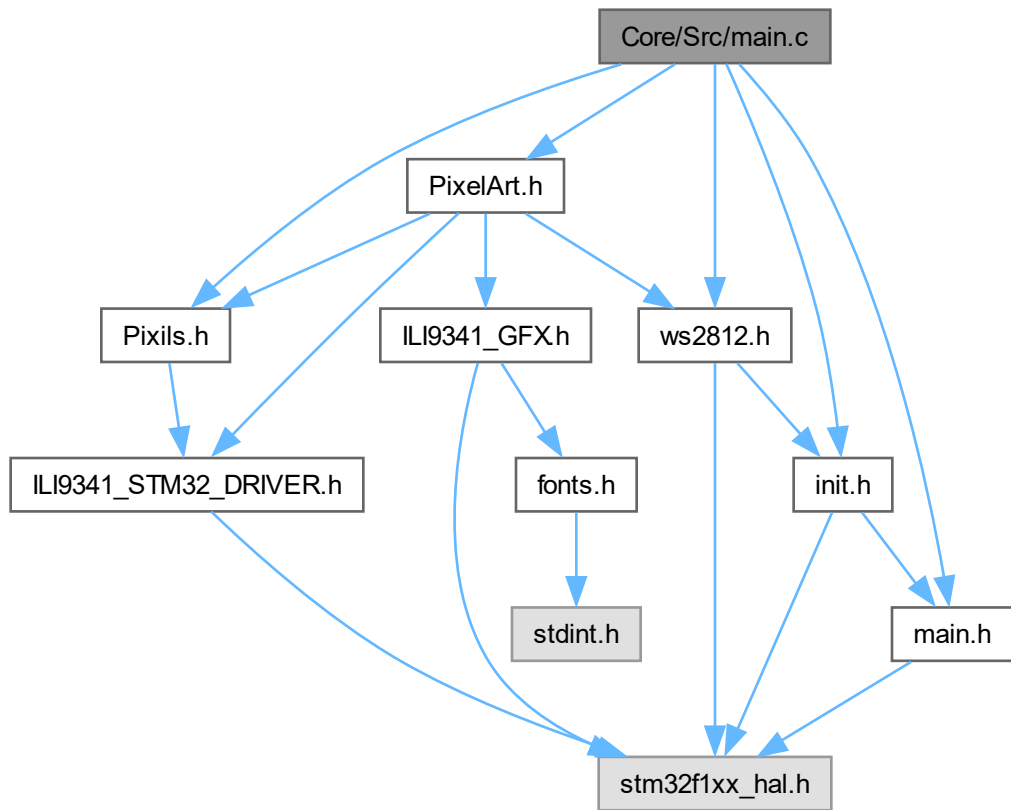 Core/Src/main.c
PixelArt.h
Pixils.h
ILI9341_GFX.h
ws2812.h
ILI9341_STM32_DRIVER.h
fonts.h
init.h
stdint.h
main.h
stm32f1xx_hal.h